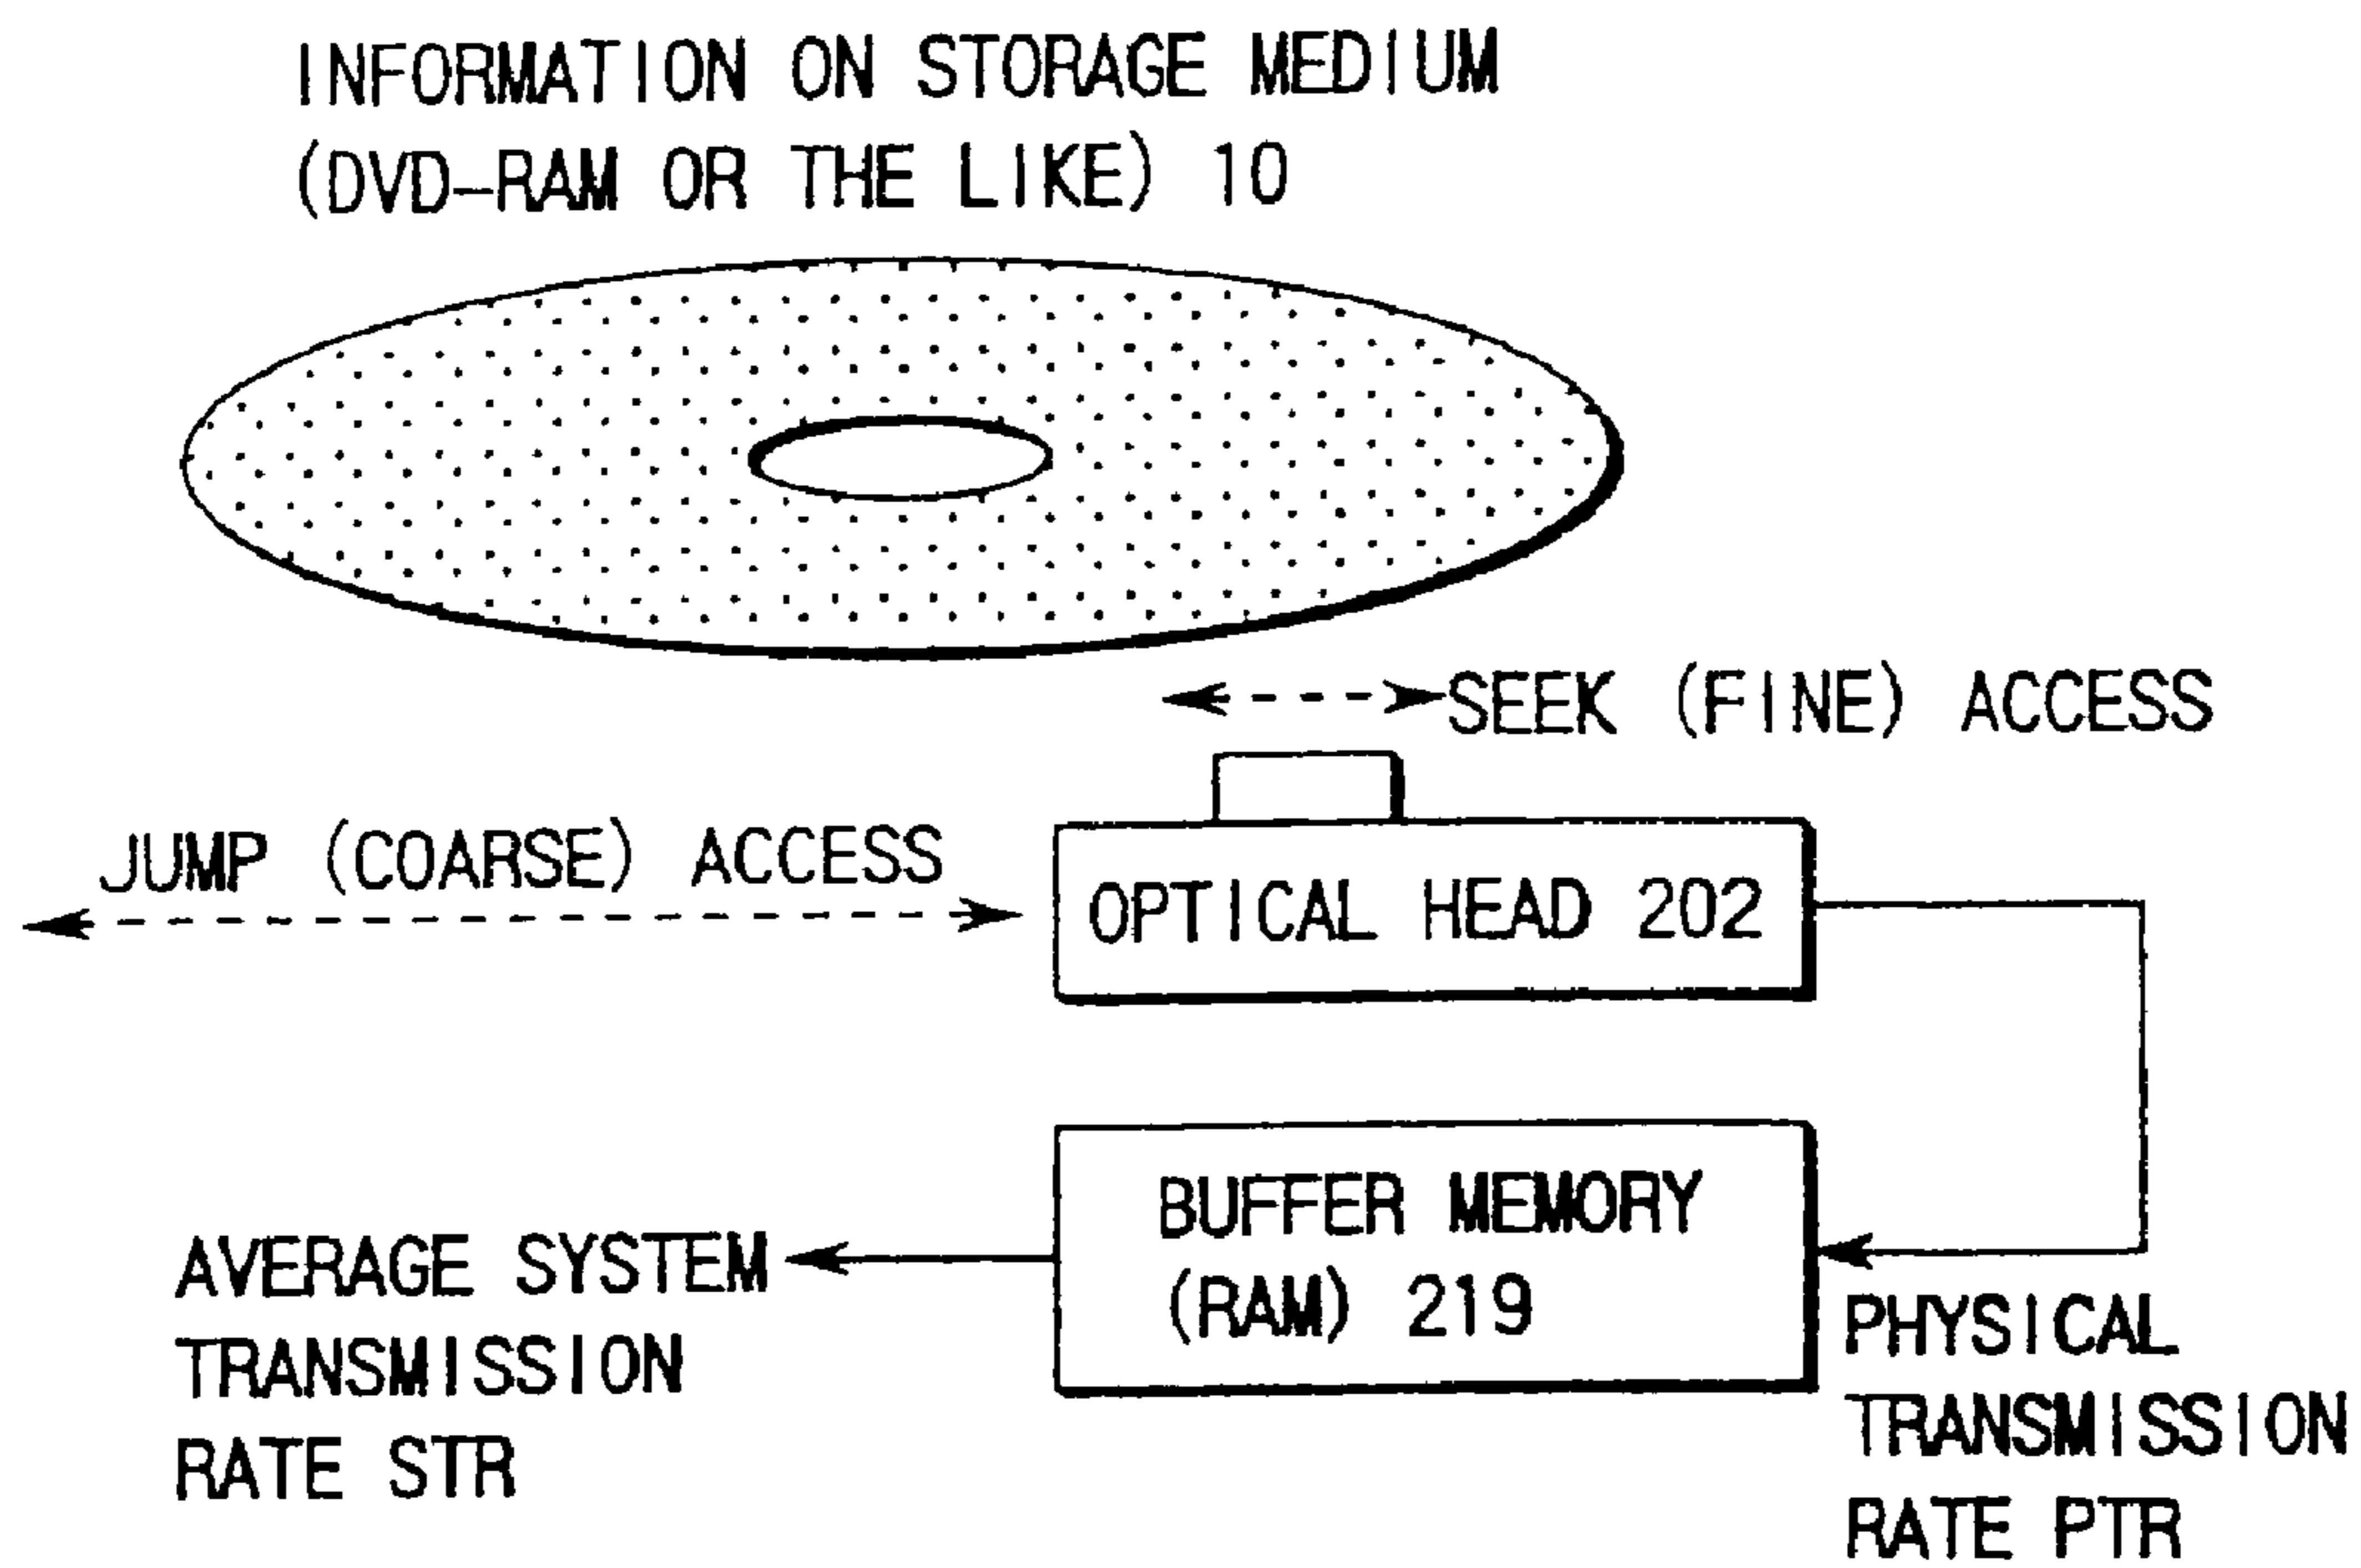 INFORMATION ON STORAGE MEDIUM
(DVD-RAM OR THE LIKE) 10
SEEK (FINE) ACCESS
JUMP (COARSE) ACCESS
OPTICAL HEAD 202
BUFFER MEMORY
(RAM) 219
AVERAGE SYSTEM
TRANSMISSION
RATE STR
PHYSICAL
TRANSMISSION
RATE PTR